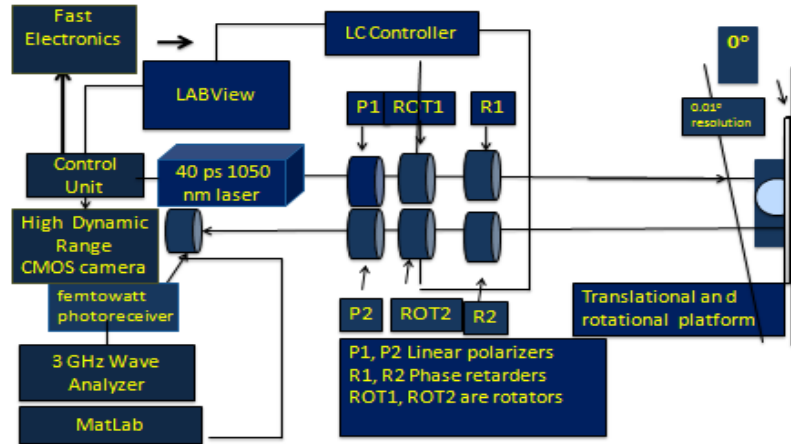 Fast
Electronics
LC Controller
0°
LABView
P1
ROT1
R1
0.01°
resolution
Control
Unit
40 ps 1050
nm laser
High Dynamic
Range
CMOS camera
femtowatt
photoreceiver
P2
ROT2
R2
Translational and
rotational platform
3 GHz Wave
Analyzer
MatLab
P1, P2 Linear polarizers
R1, R2 Phase retarders
ROT1, ROT2 are rotators